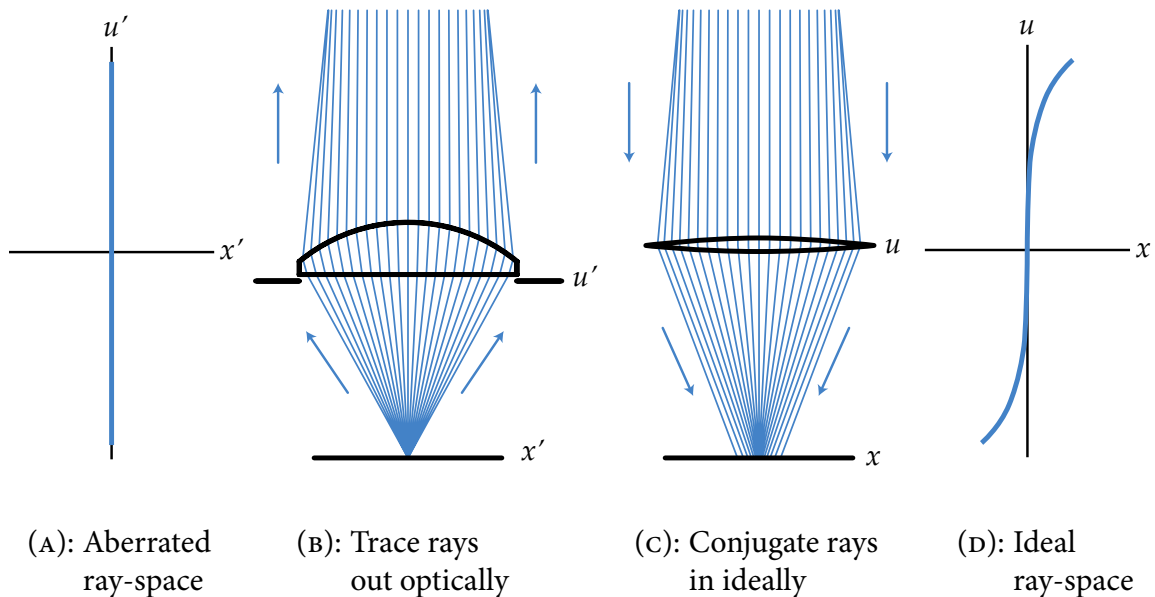 u′
x′
u′
x′
u
x
u
x
(A): Aberrated
ray-space
(B): Trace rays
out optically
(C): Conjugate rays
in ideally
(D): Ideal
ray-space